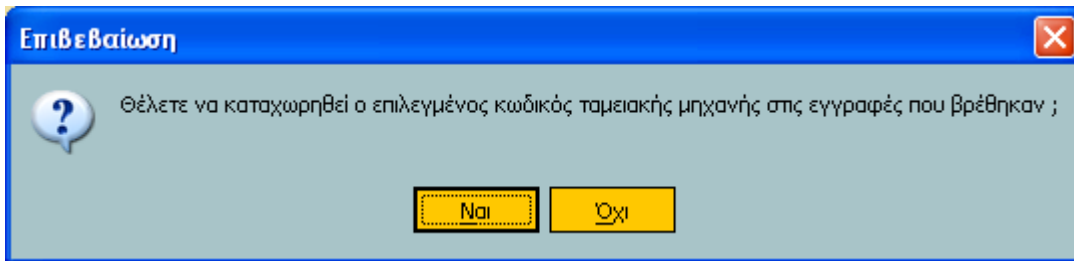 Επιβεβαίωση
Θέλετε να καταχωρηθεί ο επιλεγμένος κωδικός ταμειακής μηχανής στις εγγραφές που βρέθηκαν ;
Ναι
Όχι